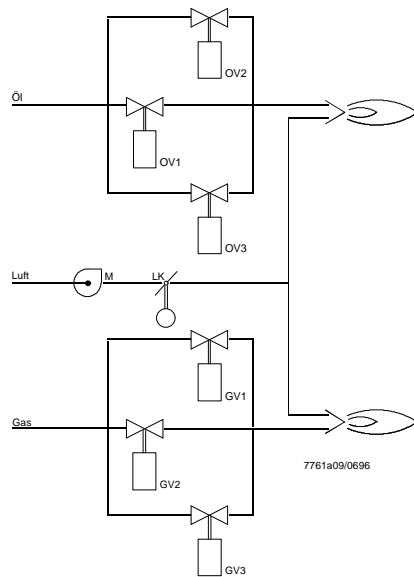 OV2
Öl
OV1
OV3
Luft
M
LK
GV1
Gas
GV2
7761a09/0696
GV3